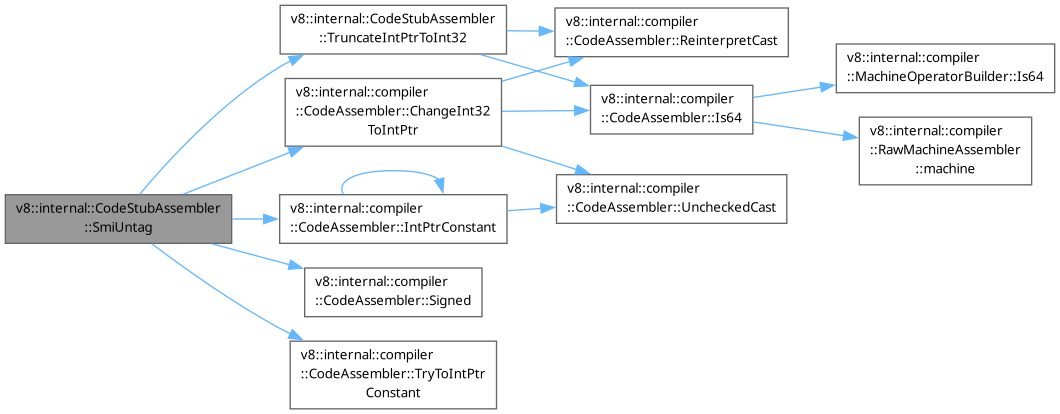 v8::internal::CodeStubAssembler
::SmiUntag
v8::internal::CodeStubAssembler
::TruncateIntPtrToInt32
v8::internal::compiler
::CodeAssembler::ChangeInt32
ToIntPtr
v8::internal::compiler
::CodeAssembler::IntPtrConstant
v8::internal::compiler
::CodeAssembler::Signed
v8::internal::compiler
::CodeAssembler::TryToIntPtr
Constant
v8::internal::compiler
::CodeAssembler::ReinterpretCast
v8::internal::compiler
::CodeAssembler::Is64
v8::internal::compiler
::CodeAssembler::UncheckedCast
v8::internal::compiler
::MachineOperatorBuilder::Is64
v8::internal::compiler
::RawMachineAssembler
::machine